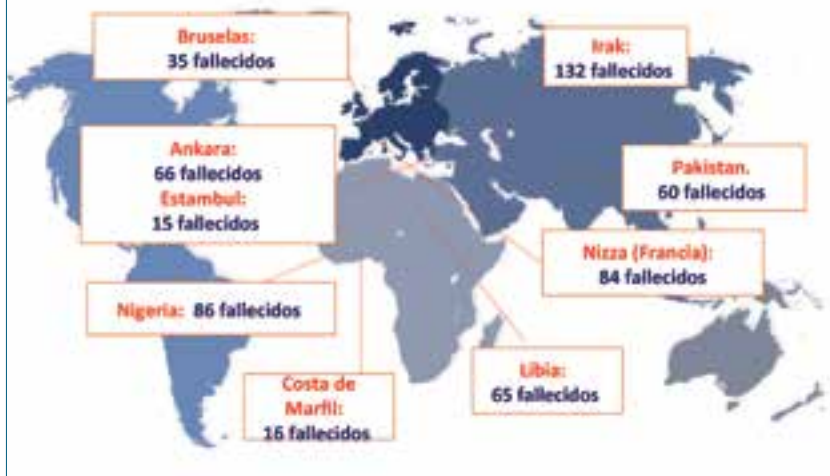 Bruselas:
35 fallecidos
Irak:
132 fallecidos
Ankara:
66 fallecidos
Estambul:
15 fallecidos
Pakistan.
60 fallecidos
Nizza (Francia):
84 fallecidos
Nigeria: 86 fallecidos
Libia:
65 fallecidos
Costa de
Marfil:
16 fallecidos